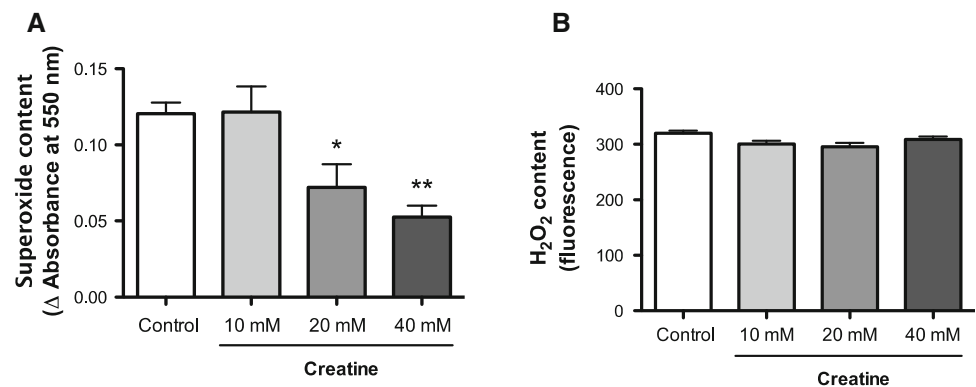 A
Superoxide content
(Δ Absorbance at 550 nm)
0.15
0.10
0.05
0.00
*
**
Control
10 mM
20 mM
40 mM
Creatine
B
H₂O₂ content
(fluorescence)
400
300
200
100
0
Control
10 mM
20 mM
40 mM
Creatine